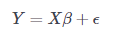 Y = Xβ + ϵ